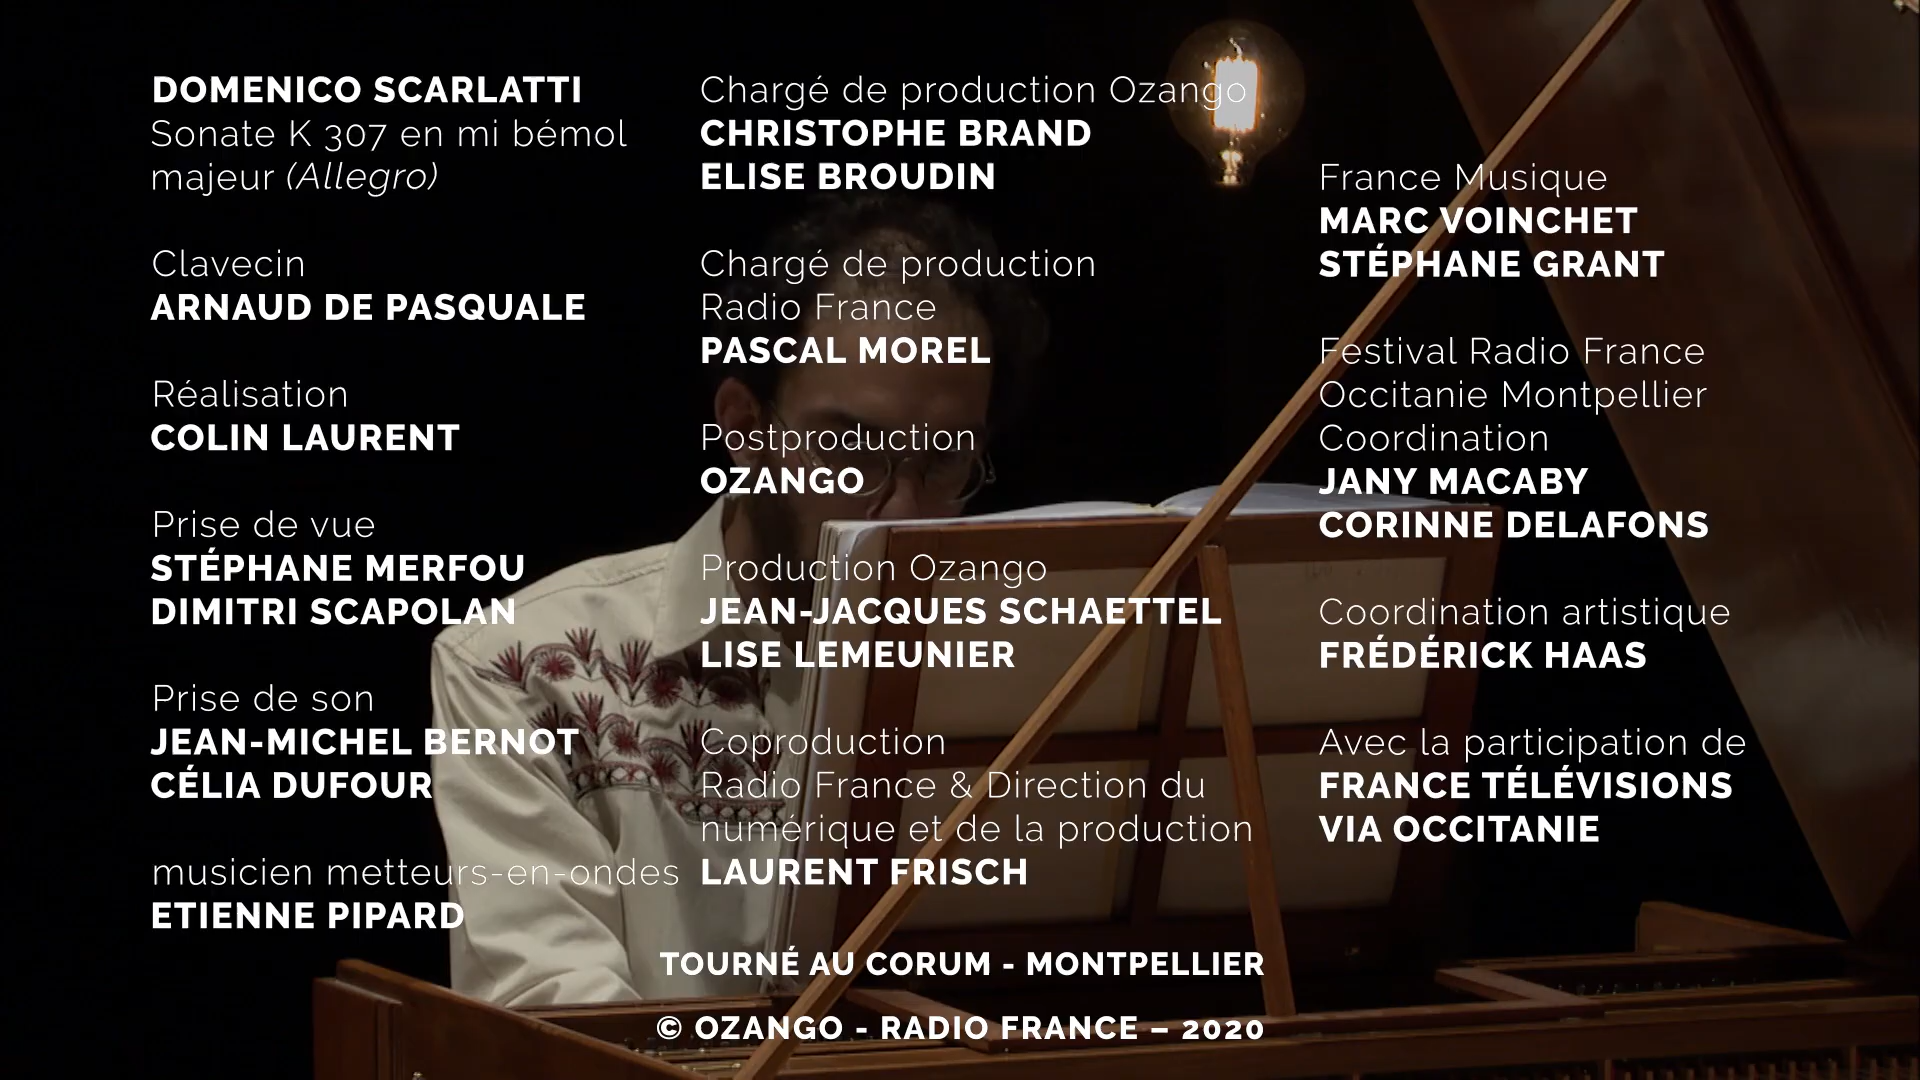 DOMENICO SCARLATTI
Sonate K 307 en mi bémol
majeur (Allegro)
Clavecin
ARNAUD DE PASQUALE
Réalisation
COLIN LAURENT
Prise de vue
STÉPHANE MERFOU
DIMITRI SCAPOLAN
Prise de son
JEAN-MICHEL BERNOT
CÉLIA DUFOUR
musicien metteurs-en-ondes
ETIENNE PIPARD
Chargé de production Ozango
CHRISTOPHE BRAND
ELISE BROUDIN
Chargé de production
Radio France
PASCAL MOREL
Postproduction
OZANGO
Production Ozango
JEAN-JACQUES SCHAETTEL
LISE LEMEUNIER
Coproduction
Radio France & Direction du
numérique et de la production
LAURENT FRISCH
France Musique
MARC VOINCHET
STÉPHANE GRANT
Festival Radio France
Occitanie Montpellier
Coordination
JANY MACABY
CORINNE DELAFONS
Coordination artistique
FRÉDÉRICK HAAS
Avec la participation de
FRANCE TÉLÉVISIONS
VIA OCCITANIE
TOURNÉ AU CORUM - MONTPELLIER
© OZANGO - RADIO FRANCE – 2020